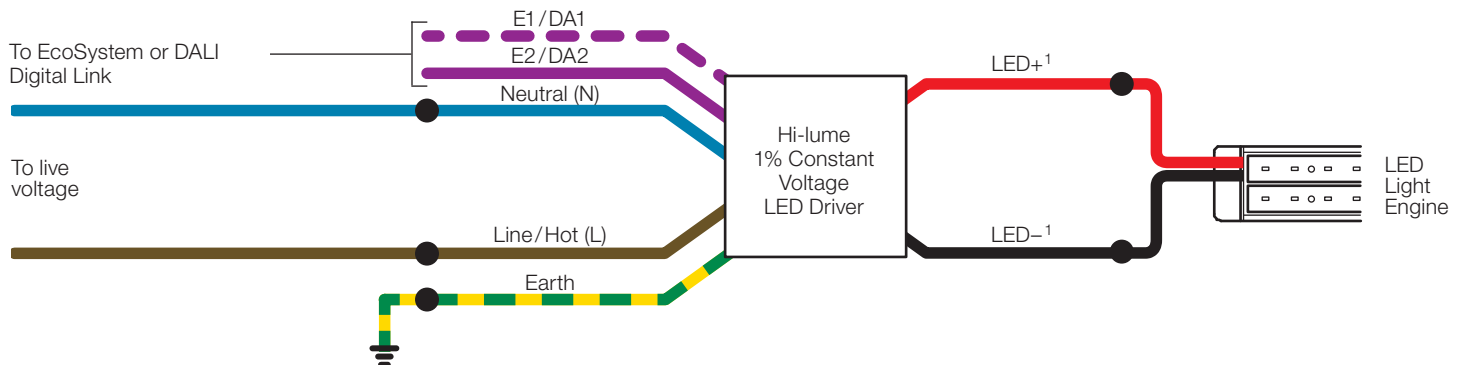 E1/DA1
To EcoSystem or DALI
Digital Link
E2/DA2
Neutral (N)
To live
voltage
Line/Hot (L)
Earth
Hi-lume
1% Constant
Voltage
LED Driver
LED+¹
LED−¹
LED
Light
Engine